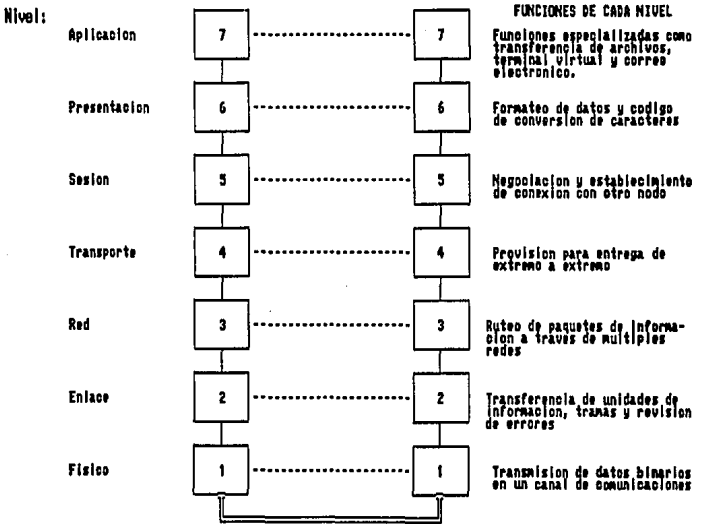 Nivel:
FUNCIONES DE CADA NIVEL
Aplicacion
7
7
Funciones especializadas como
transferencia de archivos,
terminal virtual y correo
electronico.
Presentacion
6
6
Formateo de datos y codigo
de conversion de caracteres
Sesion
5
5
Negociacion y establecimiento
de conexion con otro nodo
Transporte
4
4
Provision para entrega de
extremo a extremo
Red
3
3
Ruteo de paquetes de informa-
cion a traves de multiples
redes
Enlace
2
2
Transferencia de unidades de
informacion, tramas y revision
de errores
Fisico
1
1
Transmision de datos binarios
en un canal de comunicaciones